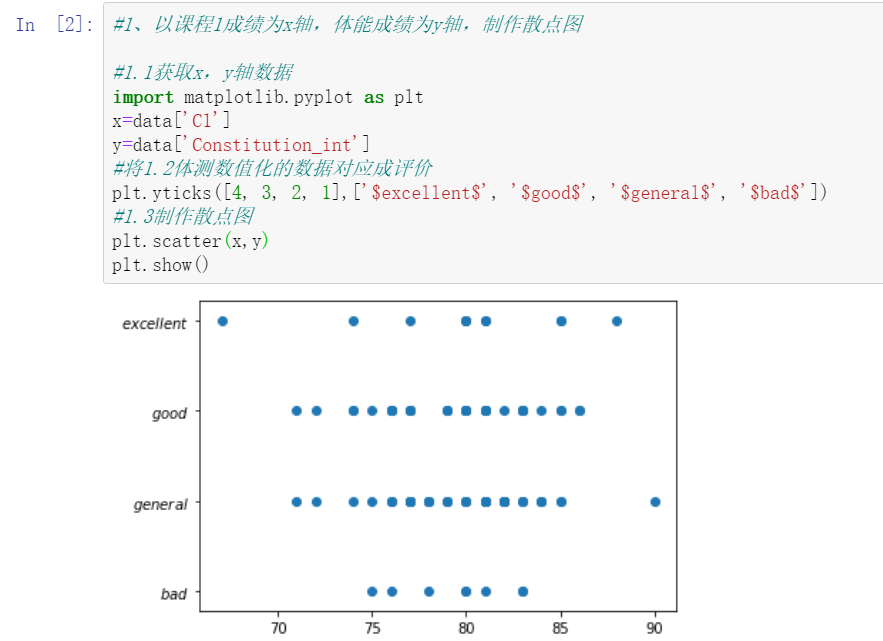 In [2]:
#1、以课程1成绩为x轴，体能成绩为y轴，制作散点图
#1.1获取x，y轴数据
import matplotlib.pyplot as plt
x=data['C1']
y=data['Constitution_int']
#将1.2体测数值化的数据对应成评价
plt.yticks([4, 3, 2, 1],['$excellent$', '$good$', '$general$', '$bad$'])
#1.3制作散点图
plt.scatter(x,y)
plt.show()
excellent
good
general
bad
70 75 80 85 90